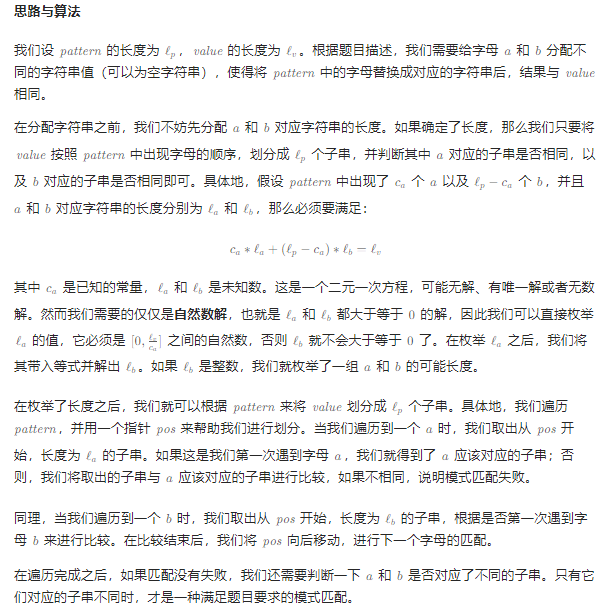 思路与算法
我们设 pattern 的长度为 ℓp，value 的长度为 ℓv。根据题目描述，我们需要给字母 a 和 b 分配不
同的字符串值（可以为空字符串），使得将 pattern 中的字母替换成对应的字符串后，结果与 value
相同。
在分配字符串之前，我们不妨先分配 a 和 b 对应字符串的长度。如果确定了长度，那么我们只要将
value 按照 pattern 中出现字母的顺序，划分成 ℓp 个子串，并判断其中 a 对应的子串是否相同，以
及 b 对应的子串是否相同即可。具体地，假设 pattern 中出现了 ca 个 a 以及 ℓp − ca 个 b，并且
a 和 b 对应字符串的长度分别为 ℓa 和 ℓb，那么必须要满足：
ca ∗ ℓa + (ℓp − ca) ∗ ℓb = ℓv
其中 ca 是已知的常量，ℓa 和 ℓb 是未知数。这是一个二元一次方程，可能无解、有唯一解或者无数
解。然而我们需要的仅仅是自然数解，也就是 ℓa 和 ℓb 都大于等于 0 的解，因此我们可以直接枚举
ℓa 的值，它必须是 [0, ℓv/ca] 之间的自然数，否则 ℓb 就不会大于等于 0 了。在枚举 ℓa 之后，我们将
其带入等式并解出 ℓb。如果 ℓb 是整数，我们就枚举了一组 a 和 b 的可能长度。
在枚举了长度之后，我们就可以根据 pattern 来将 value 划分成 ℓp 个子串。具体地，我们遍历
pattern，并用一个指针 pos 来帮助我们进行划分。当我们遍历到一个 a 时，我们取出从 pos 开
始，长度为 ℓa 的子串。如果这是我们第一次遇到字母 a，我们就得到了 a 应该对应的子串；否
则，我们将取出的子串与 a 应该对应的子串进行比较，如果不相同，说明模式匹配失败。
同理，当我们遍历到一个 b 时，我们取出从 pos 开始，长度为 ℓb 的子串，根据是否第一次遇到字
母 b 来进行比较。在比较结束后，我们将 pos 向后移动，进行下一个字母的匹配。
在遍历完成之后，如果匹配没有失败，我们还需要判断一下 a 和 b 是否对应了不同的子串。只有它
们对应的子串不同时，才是一种满足题目要求的模式匹配。